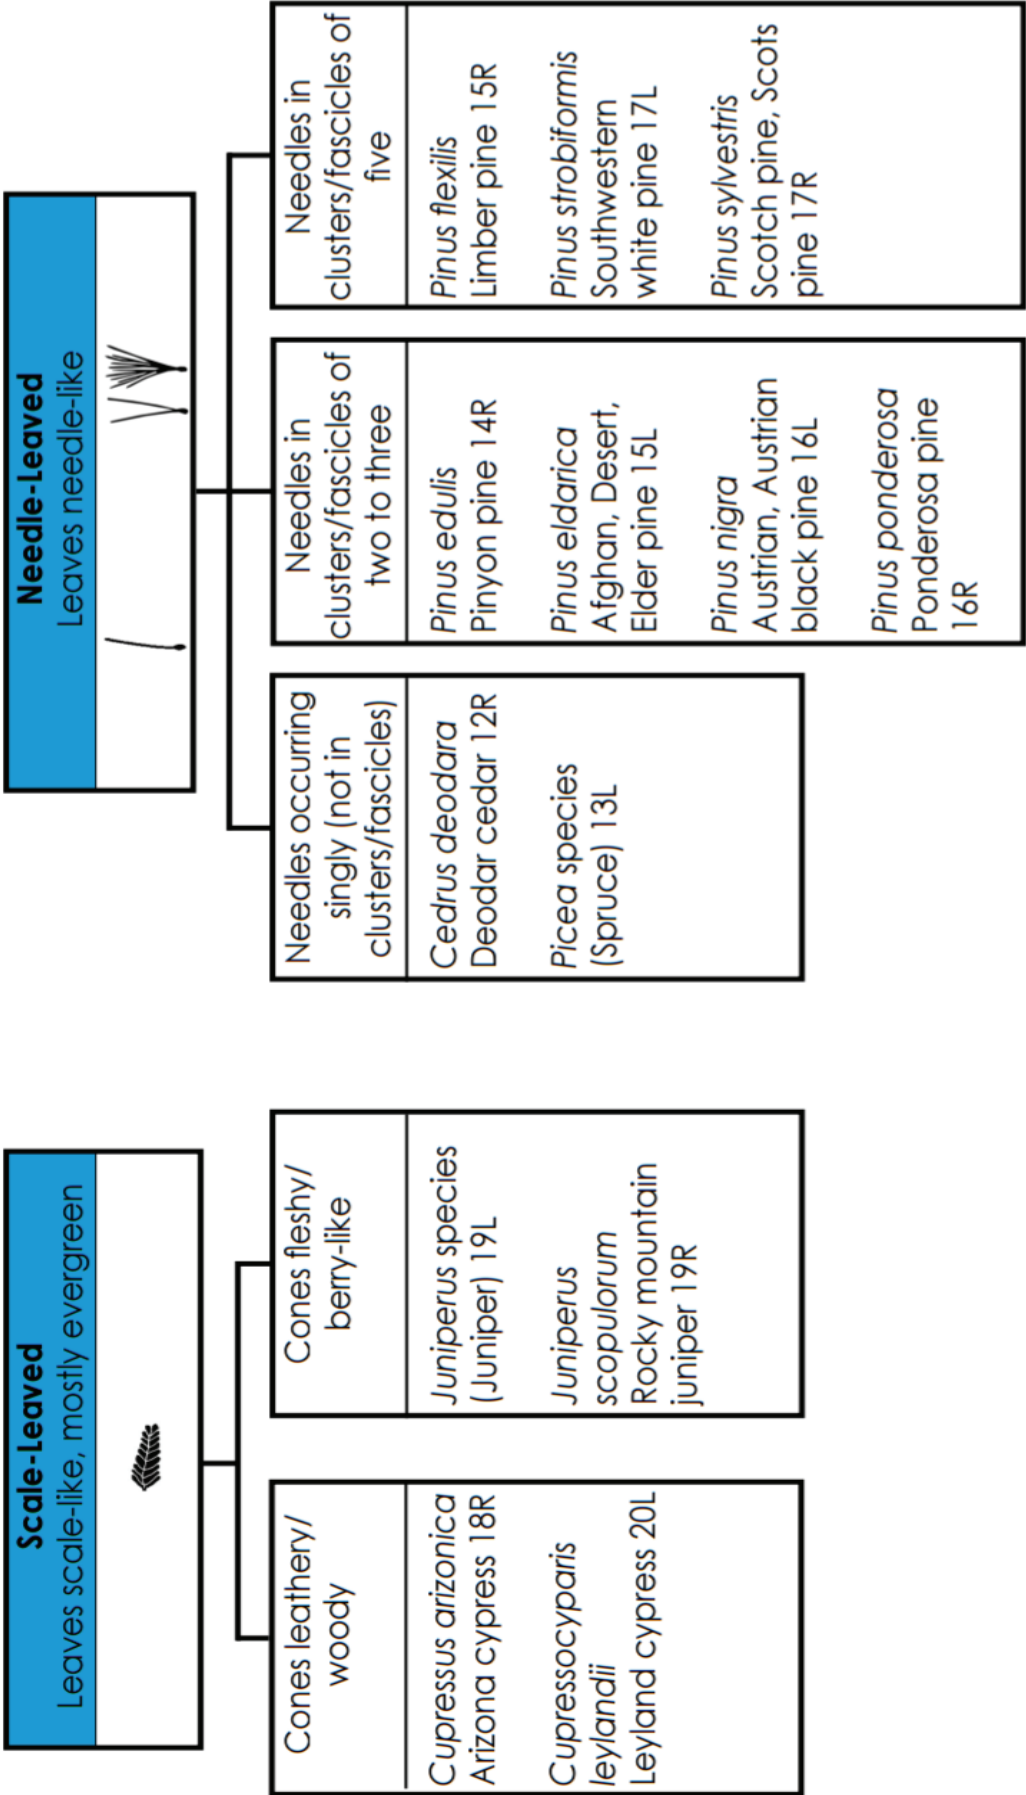 Scale-Leaved
Leaves scale-like, mostly evergreen
Cones leathery/
woody
Cupressus arizonica
Arizona cypress 18R
Cupressocyparis
leylandii
Leyland cypress 20L
Cones fleshy/
berry-like
Juniperus species
(Juniper) 19L
Juniperus
scopulorum
Rocky mountain
juniper 19R
Needle-Leaved
Leaves needle-like
Needles occurring
singly (not in
clusters/fascicles)
Cedrus deodara
Deodar cedar 12R
Picea species
(Spruce) 13L
Needles in
clusters/fascicles of
two to three
Pinus edulis
Pinyon pine 14R
Pinus eldarica
Afghan, Desert,
Elder pine 15L
Pinus nigra
Austrian, Austrian
black pine 16L
Pinus ponderosa
Ponderosa pine
16R
Needles in
clusters/fascicles of
five
Pinus flexilis
Limber pine 15R
Pinus strobiformis
Southwestern
white pine 17L
Pinus sylvestris
Scotch pine, Scots
pine 17R